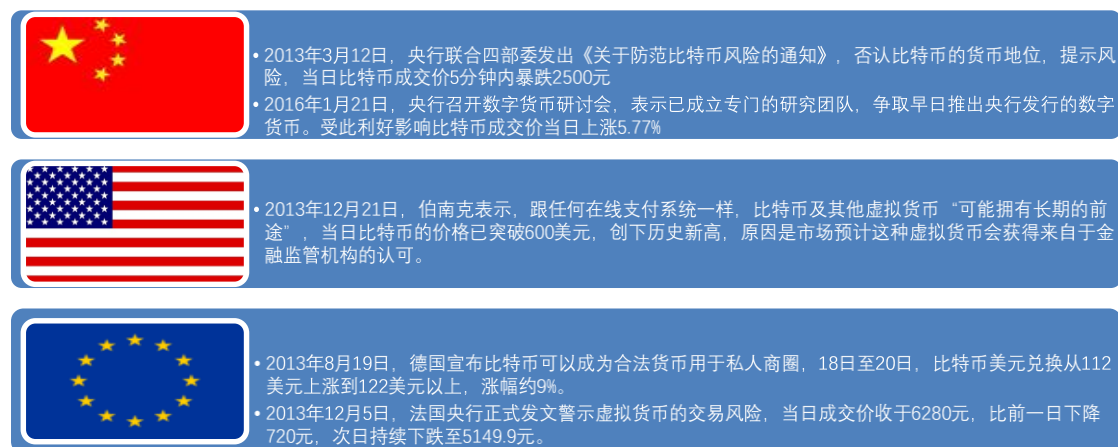 • 2013年3月12日，央行联合四部委发出《关于防范比特币风险的通知》，否认比特币的货币地位，提示风
险，当日比特币成交价5分钟内暴跌2500元
• 2016年1月21日，央行召开数字货币研讨会，表示已成立专门的研究团队，争取早日推出央行发行的数字
货币。受此利好影响比特币成交价当日上涨5.77%
• 2013年12月21日，伯南克表示，跟任何在线支付系统一样，比特币及其他虚拟货币“可能拥有长期的前
途”，当日比特币的价格已突破600美元，创下历史新高，原因是市场预计这种虚拟货币会获得来自于金
融监管机构的认可。
• 2013年8月19日，德国宣布比特币可以成为合法货币用于私人商圈，18日至20日，比特币美元兑换从112
美元上涨到122美元以上，涨幅约9%。
• 2013年12月5日，法国央行正式发文警示虚拟货币的交易风险，当日成交价收于6280元，比前一日下降
720元，次日持续下跌至5149.9元。